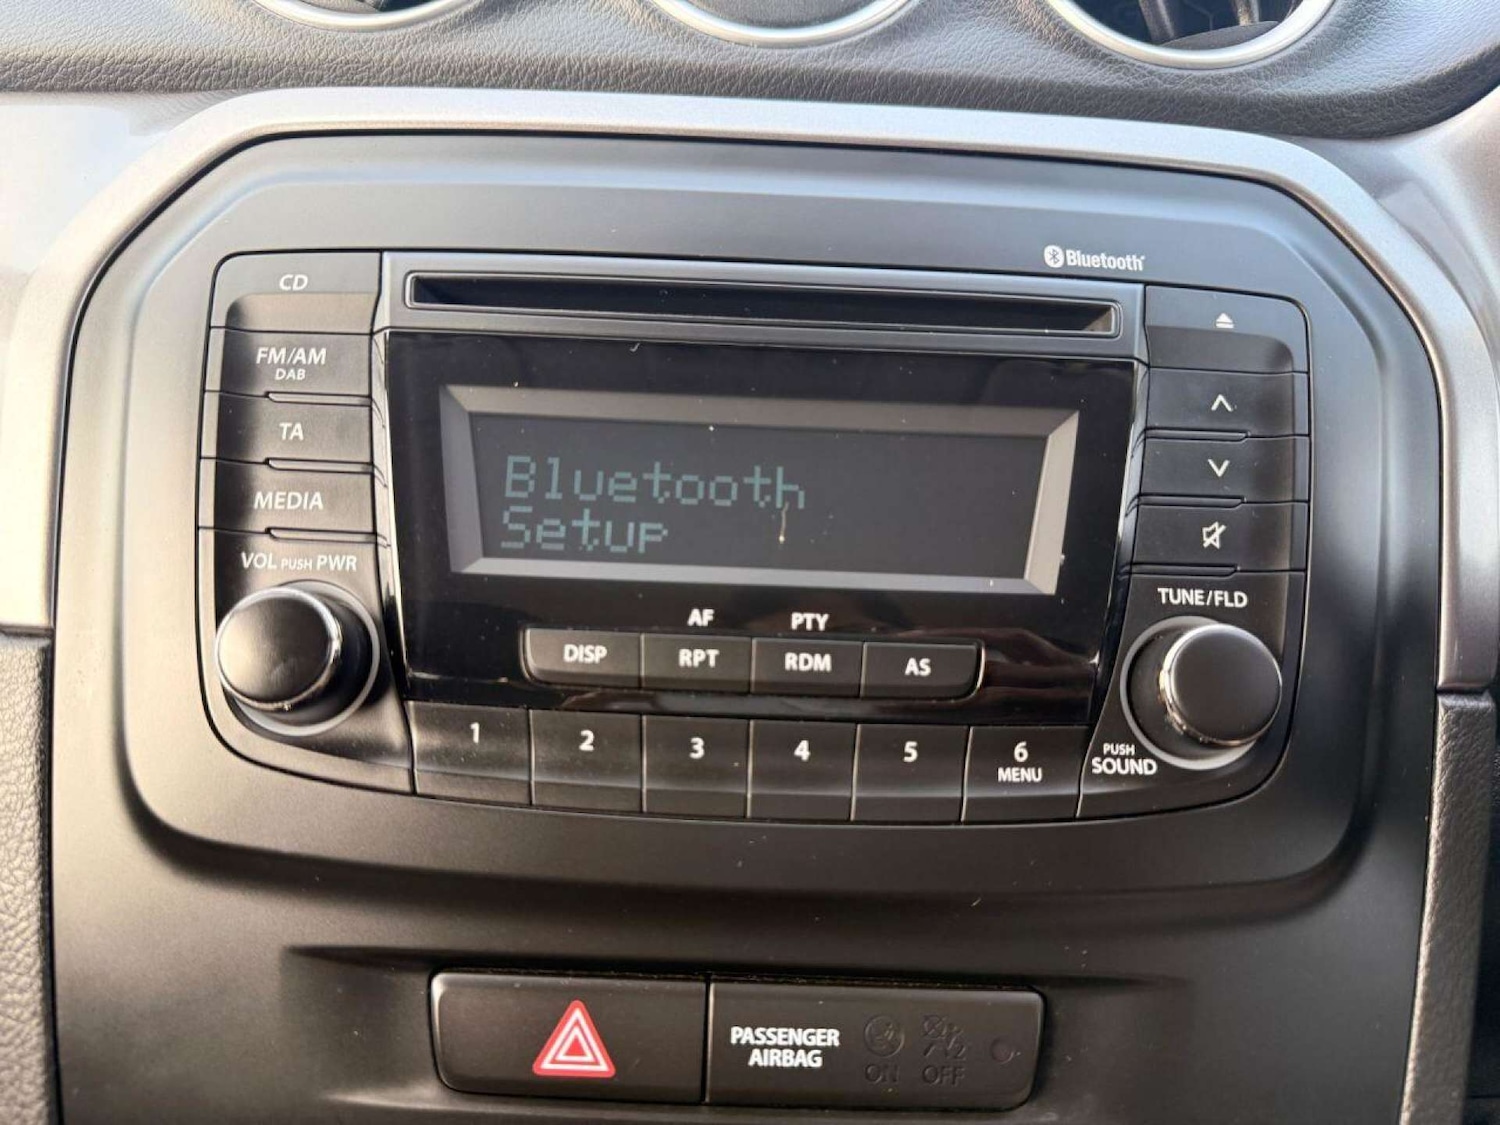 Bluetooth
CD
FM/AM
DAB
TA
MEDIA
VOL PUSH PWR
Bluetooth
Setup
TUNE/FLD
AF PTY
DISP RPT RDM AS
1 2 3 4 5 6
MENU
PUSH
SOUND
PASSENGER
AIRBAG
ON OFF